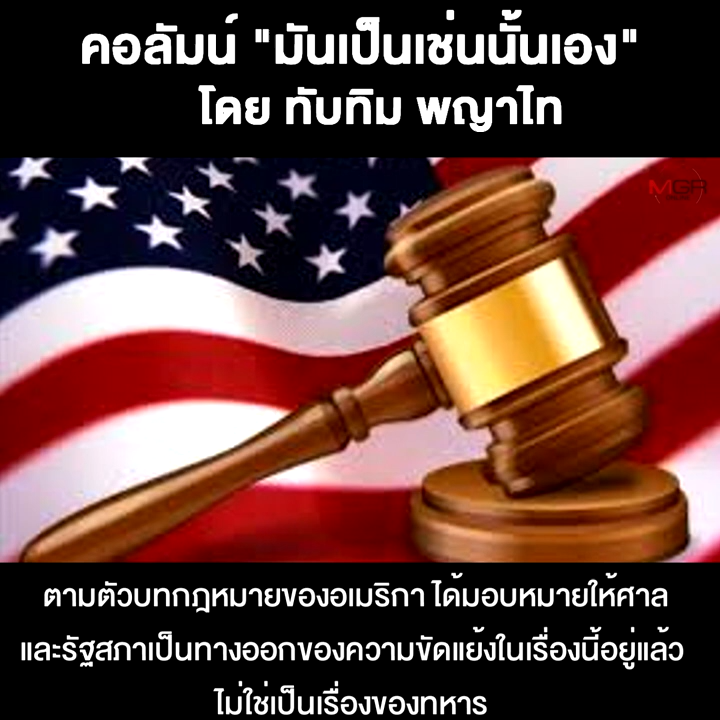 คอลัมน์ "มันเป็นเช่นนั้นเอง"
โดย ทับทิม พญาไท
MGR
ตามตัวบทกฎหมายของอเมริกา ได้มอบหมายให้ศาล
และรัฐสภาเป็นทางออกของความขัดแย้งในเรื่องนี้อยู่แล้ว
ไม่ใช่เป็นเรื่องของทหาร